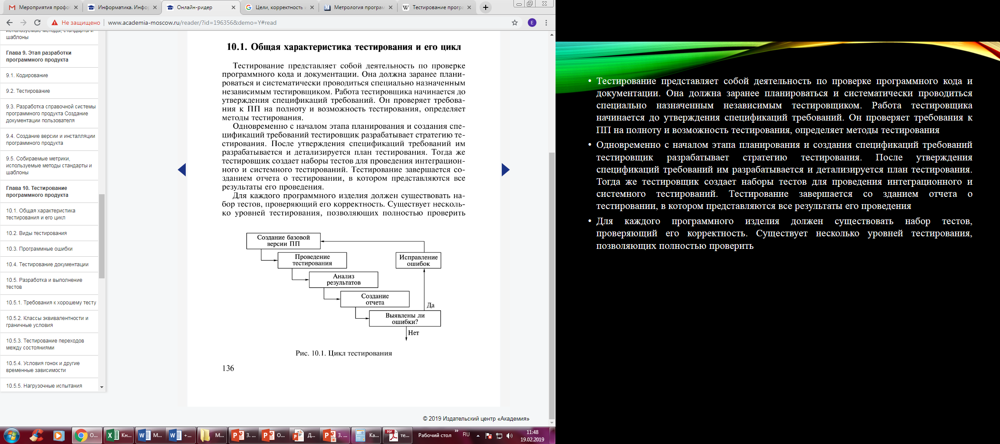 Мероприятия профо
Информатика. Инфо
Онлайн-ридер
Цели, корректность
Метрология програм
Тестирование прогр
Не защищено
www.academia-moscow.ru/reader/?id=196356&demo=Y#read
E
используемые методы, стандарты и
шаблоны
Глава 9. Этап разработки
программного продукта
9.1. Кодирование
9.2. Тестирование
9.3. Разработка справочной системы
программного продукта Создание
документации пользователя
9.4. Создание версии и инсталляции
программного продукта
9.5. Собираемые метрики,
используемые методы стандарты и
шаблоны
Глава 10. Тестирование
программного продукта
10.1. Общая характеристика
тестирования и его цикл
10.2. Виды тестирования
10.3. Программные ошибки
10.4. Тестирование документации
10.5. Разработка и выполнение
тестов
10.5.1. Требования к хорошему тесту
10.5.2. Классы эквивалентности и
граничные условия
10.5.3. Тестирование переходов
между состояниями
10.5.4. Условия гонок и другие
временные зависимости
10.5.5. Нагрузочные испытания
10.1. Общая характеристика тестирования и его цикл
Тестирование представляет собой деятельность по проверке
программного кода и документации. Она должна заранее плани-
роваться и систематически проводиться специально назначенным
независимым тестировщиком. Работа тестировщика начинается до
утверждения спецификаций требований. Он проверяет требова-
ния к ПП на полноту и возможность тестирования, определяет
методы тестирования.
Одновременно с началом этапа планирования и создания спе-
цификаций требований тестировщик разрабатывает стратегию те-
стирования. После утверждения спецификаций требований им
разрабатывается и детализируется план тестирования. Тогда же
тестировщик создает наборы тестов для проведения интеграцион-
ного и системного тестирований. Тестирование завершается со-
зданием отчета о тестировании, в котором представляются все
результаты его проведения.
Для каждого программного изделия должен существовать на-
бор тестов, проверяющий его корректность. Существует несколь-
ко уровней тестирования, позволяющих полностью проверить
Создание базовой
версии ПП
Проведение
тестирования
Исправление
ошибок
Анализ
результатов
Создание
отчета
Да
Выявлены ли
ошибки?
Нет
Рис. 10.1. Цикл тестирования
136
© 2019 Издательский центр «Академия»
О...
Кн...
М...
+...
М...
З. ...
О...
Д...
З. ...
Ка...
PDF
те...
Рабочий стол
»
RU
11:48
19.02.2019
• Тестирование представляет собой деятельность по проверке программного кода и
документации. Она должна заранее планироваться и систематически проводиться
специально назначенным независимым тестировщиком. Работа тестировщика
начинается до утверждения спецификаций требований. Он проверяет требования к
ПП на полноту и возможность тестирования, определяет методы тестирования
• Одновременно с началом этапа планирования и создания спецификаций требований
тестировщик разрабатывает стратегию тестирования. После утверждения
спецификаций требований им разрабатывается и детализируется план тестирования.
Тогда же тестировщик создает наборы тестов для проведения интеграционного и
системного тестирований. Тестирование завершается со зданием отчета о
тестировании, в котором представляются все результаты его проведения
• Для каждого программного изделия должен существовать набор тестов,
проверяющий его корректность. Существует несколько уровней тестирования,
позволяющих полностью проверить